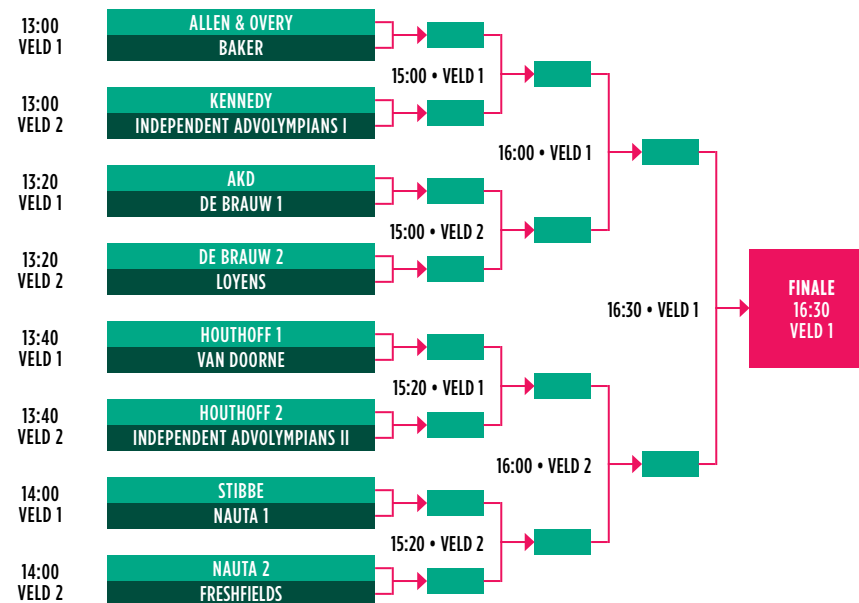 13:00
VELD 1
ALLEN & OVERY
BAKER
15:00 • VELD 1
13:00
VELD 2
KENNEDY
INDEPENDENT ADVOLYMPIANS I
16:00 • VELD 1
13:20
VELD 1
AKD
DE BRAUW 1
15:00 • VELD 2
13:20
VELD 2
DE BRAUW 2
LOYENS
16:30 • VELD 1
FINALE
16:30
VELD 1
13:40
VELD 1
HOUTHOFF 1
VAN DOORNE
15:20 • VELD 1
13:40
VELD 2
HOUTHOFF 2
INDEPENDENT ADVOLYMPIANS II
16:00 • VELD 2
14:00
VELD 1
STIBBE
NAUTA 1
15:20 • VELD 2
14:00
VELD 2
NAUTA 2
FRESHFIELDS